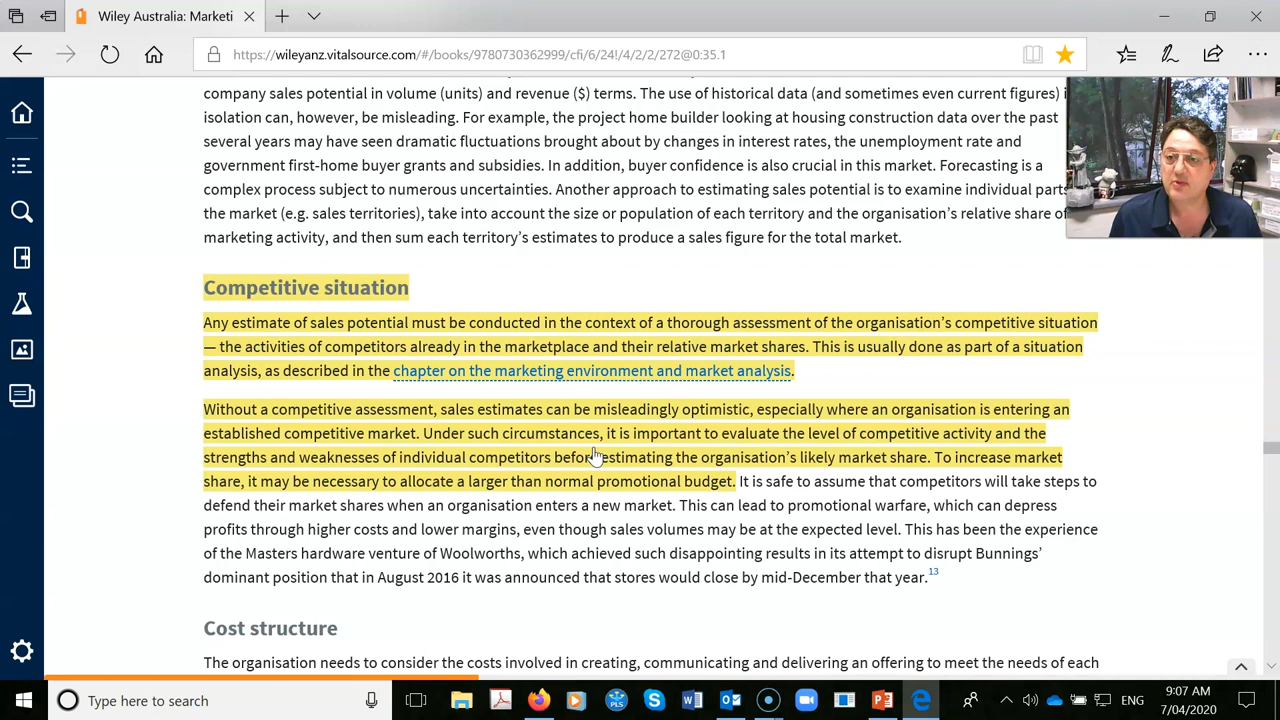 Wiley Australia: Marketi
https://wileyanz.vitalsource.com/#/books/9780730362999/cfi/6/24!/4/2/2/272@0:35.1
company sales potential in volume (units) and revenue ($) terms. The use of historical data (and sometimes even current figures) i
isolation can, however, be misleading. For example, the project home builder looking at housing construction data over the past
several years may have seen dramatic fluctuations brought about by changes in interest rates, the unemployment rate and
government first-home buyer grants and subsidies. In addition, buyer confidence is also crucial in this market. Forecasting is a
complex process subject to numerous uncertainties. Another approach to estimating sales potential is to examine individual parts
the market (e.g. sales territories), take into account the size or population of each territory and the organisation's relative share of
marketing activity, and then sum each territory's estimates to produce a sales figure for the total market.
Competitive situation
Any estimate of sales potential must be conducted in the context of a thorough assessment of the organisation's competitive situation
— the activities of competitors already in the marketplace and their relative market shares. This is usually done as part of a situation
analysis, as described in the chapter on the marketing environment and market analysis.
Without a competitive assessment, sales estimates can be misleadingly optimistic, especially where an organisation is entering an
established competitive market. Under such circumstances, it is important to evaluate the level of competitive activity and the
strengths and weaknesses of individual competitors before estimating the organisation's likely market share. To increase market
share, it may be necessary to allocate a larger than normal promotional budget. It is safe to assume that competitors will take steps to
defend their market shares when an organisation enters a new market. This can lead to promotional warfare, which can depress
profits through higher costs and lower margins, even though sales volumes may be at the expected level. This has been the experience
of the Masters hardware venture of Woolworths, which achieved such disappointing results in its attempt to disrupt Bunnings'
dominant position that in August 2016 it was announced that stores would close by mid-December that year.13
Cost structure
The organisation needs to consider the costs involved in creating, communicating and delivering an offering to meet the needs of each
Type here to search
PLS
ENG
9:07 AM
7/04/2020